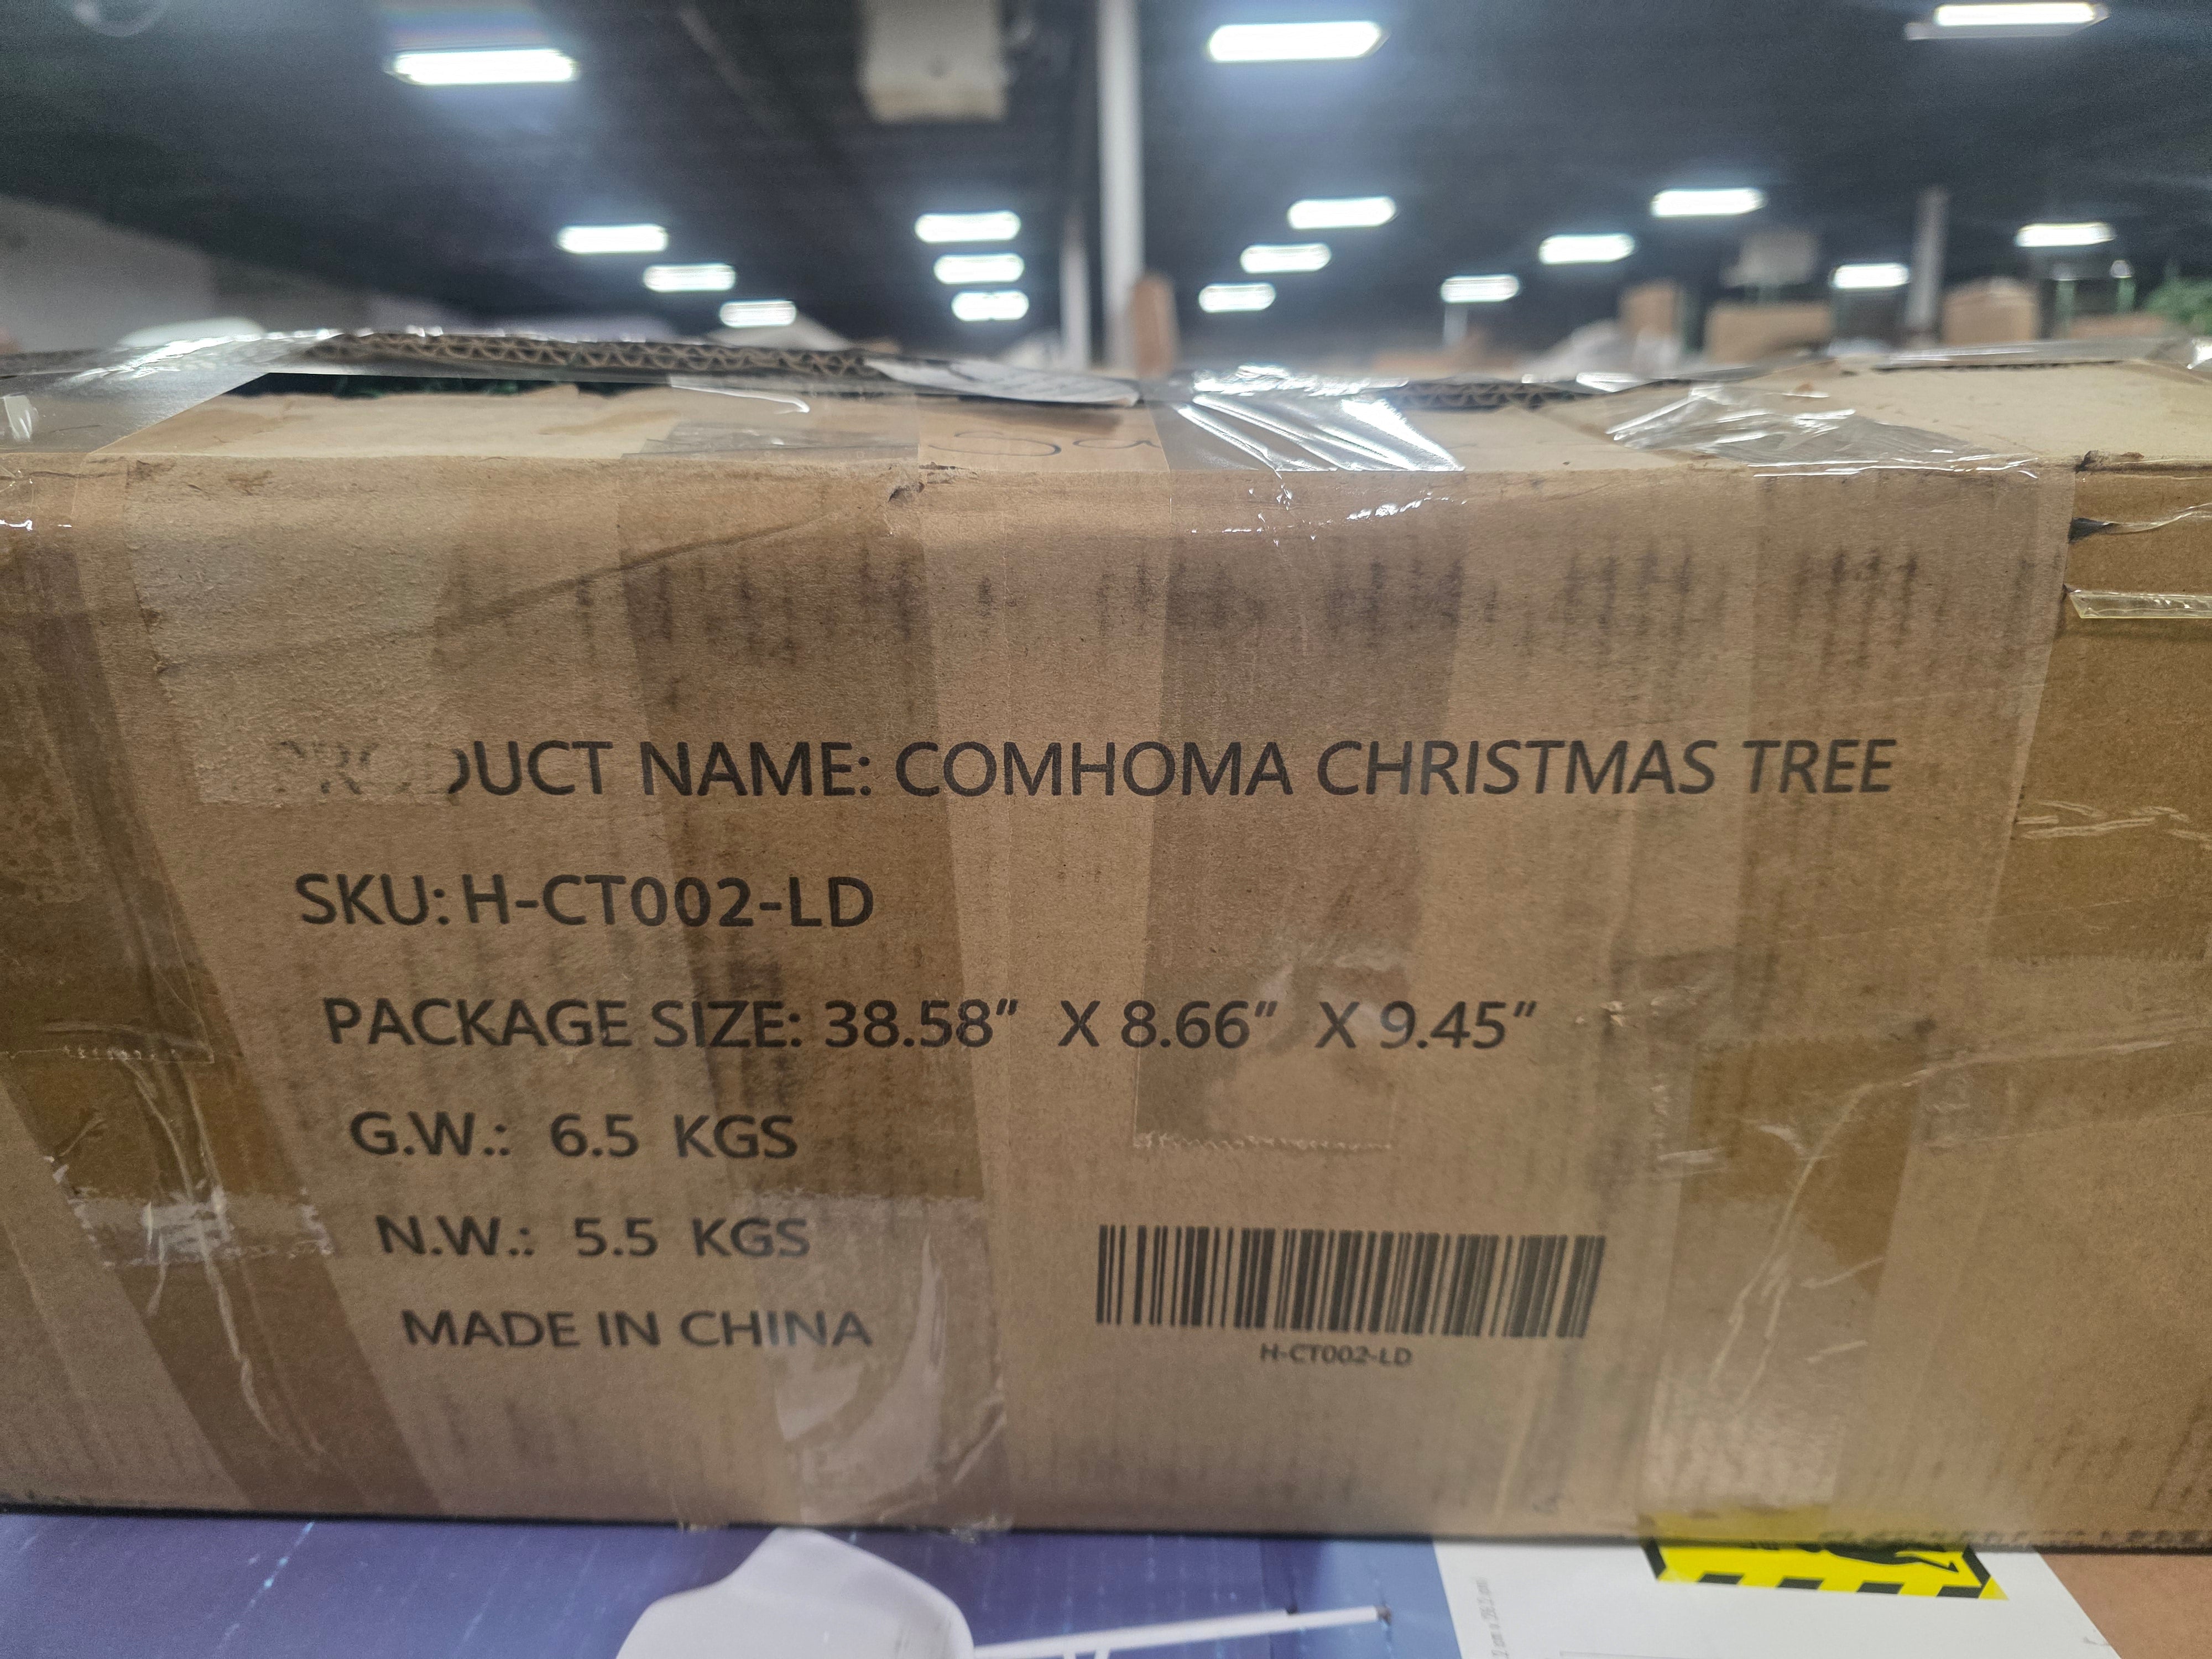 PRODUCT NAME: COMHOMA CHRISTMAS TREE
SKU: H-CT002-LD
PACKAGE SIZE: 38.58" X 8.66" X 9.45"
G.W.: 6.5 KGS
N.W.: 5.5 KGS
MADE IN CHINA
H-CT002-LD